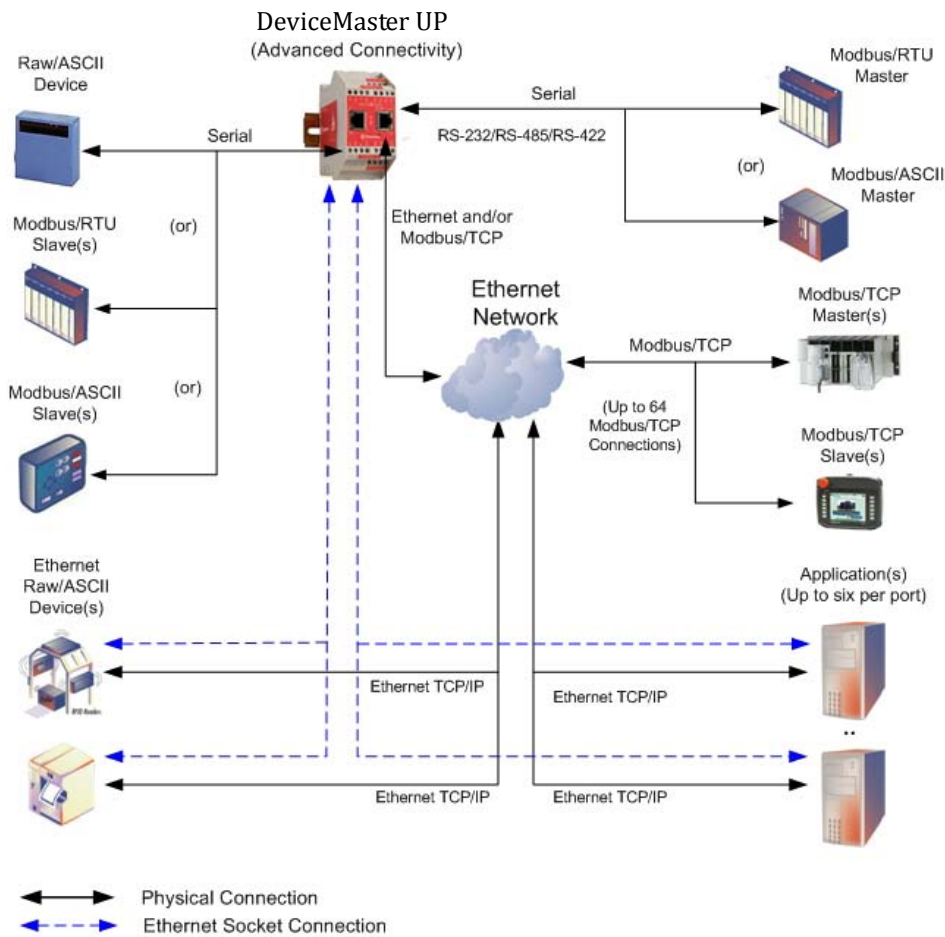 DeviceMaster UP
(Advanced Connectivity)
Raw/ASCII
Device
Serial
Serial
RS-232/RS-485/RS-422
Modbus/RTU
Master
(or)
Modbus/ASCII
Master
Modbus/RTU
Slave(s)
(or)
Ethernet and/or
Modbus/TCP
Ethernet
Network
Modbus/TCP
Modbus/TCP
Master(s)
Modbus/ASCII
Slave(s)
(or)
(Up to 64
Modbus/TCP
Connections)
Modbus/TCP
Slave(s)
Ethernet
Raw/ASCII
Device(s)
Application(s)
(Up to six per port)
Ethernet TCP/IP
Ethernet TCP/IP
..
Ethernet TCP/IP
Ethernet TCP/IP
Physical Connection
Ethernet Socket Connection